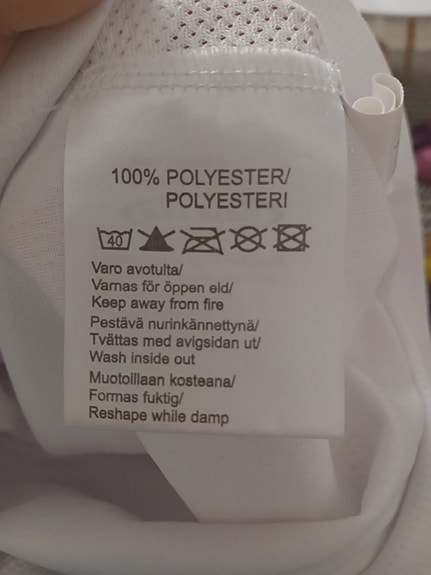 100% POLYESTER/
POLYESTERI
40
Varo avotulta/
Varnas för öppen eld/
Keep away from fire
Pestävä nurinkännettynä/
Tvättas med avigsidan ut/
Wash inside out
Muotoillaan kosteana/
Formas fuktig/
Reshape while damp